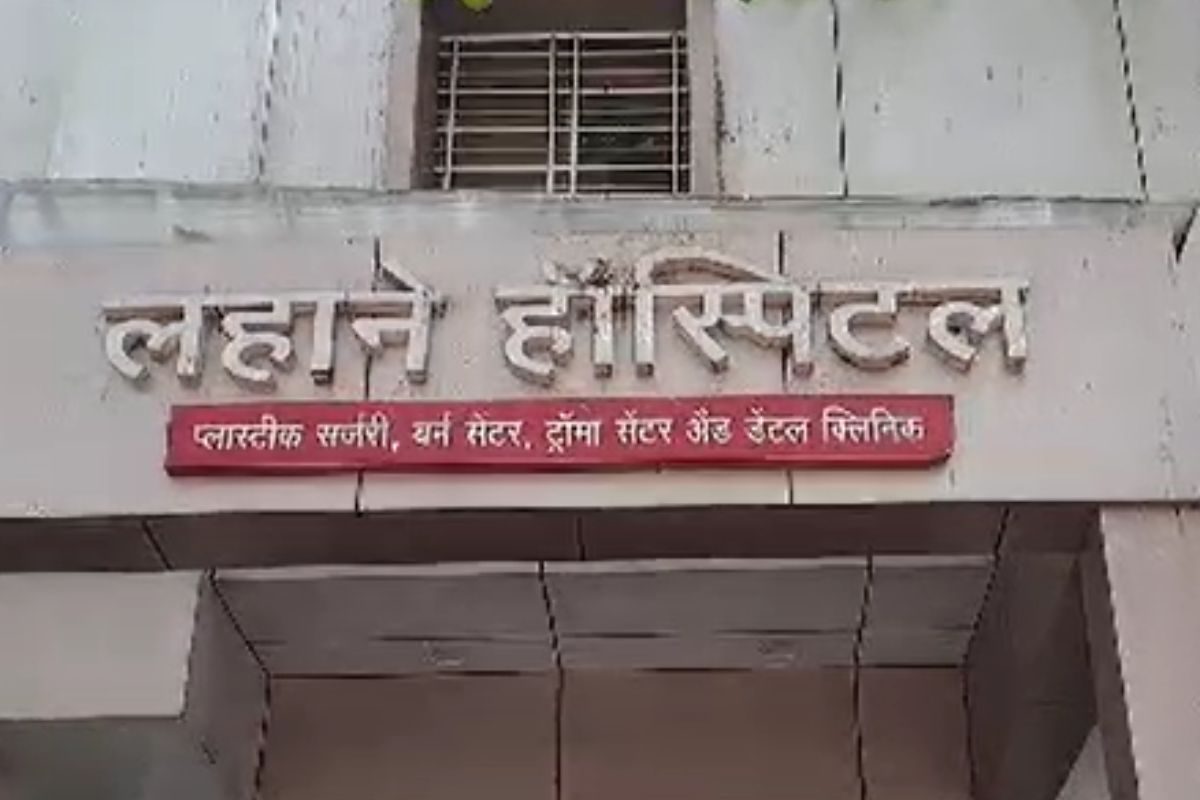 लहाने हॉस्पिटल
प्लास्टीक सर्जरी, बर्न सेंटर, ट्रॉमा सेंटर अँड डेंटल क्लिनिक